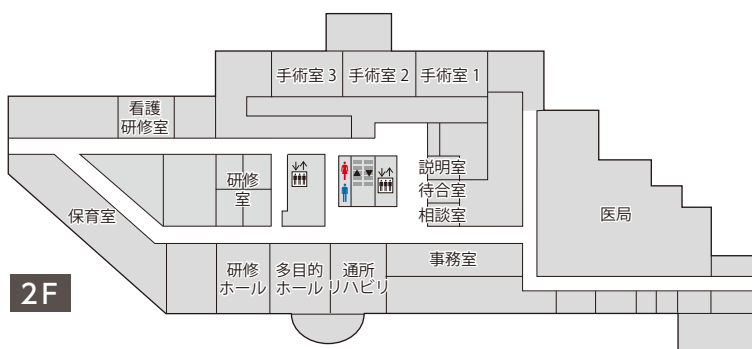 手術室 3
手術室 2
手術室 1
看護
研修室
説明室
待合室
相談室
研修
室
保育室
医局
研修
ホール
多目的
ホール
通所
リハビリ
事務室
2F